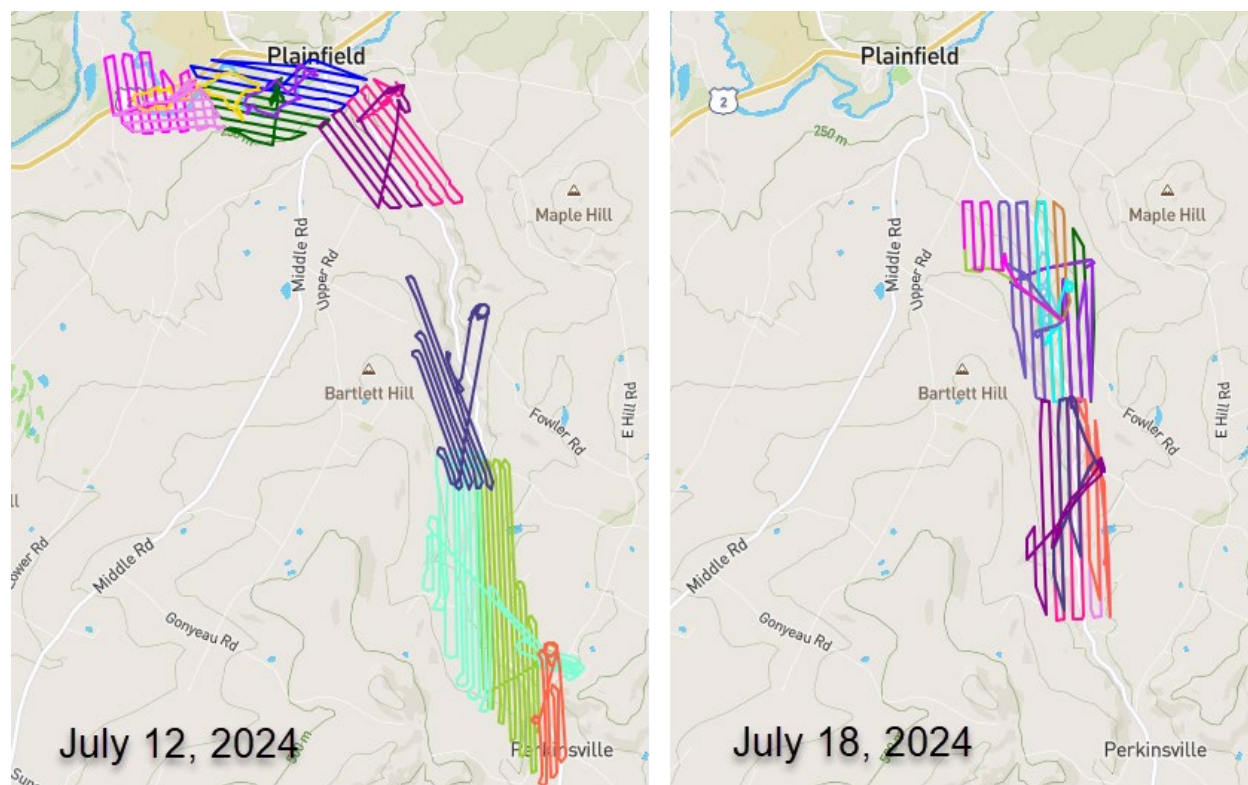 Plainfield
250 m
Maple Hill
Middle Rd
Upper Rd
Bartlett Hill
Fowler Rd
E Hill Rd
Middle Rd
Gonyeau Rd
Perkinsville
July 12, 2024
Plainfield
2
250 m
Maple Hill
Middle Rd
Upper Rd
Bartlett Hill
Fowler Rd
E Hill Rd
Middle Rd
Gonyeau Rd
Perkinsville
July 18, 2024